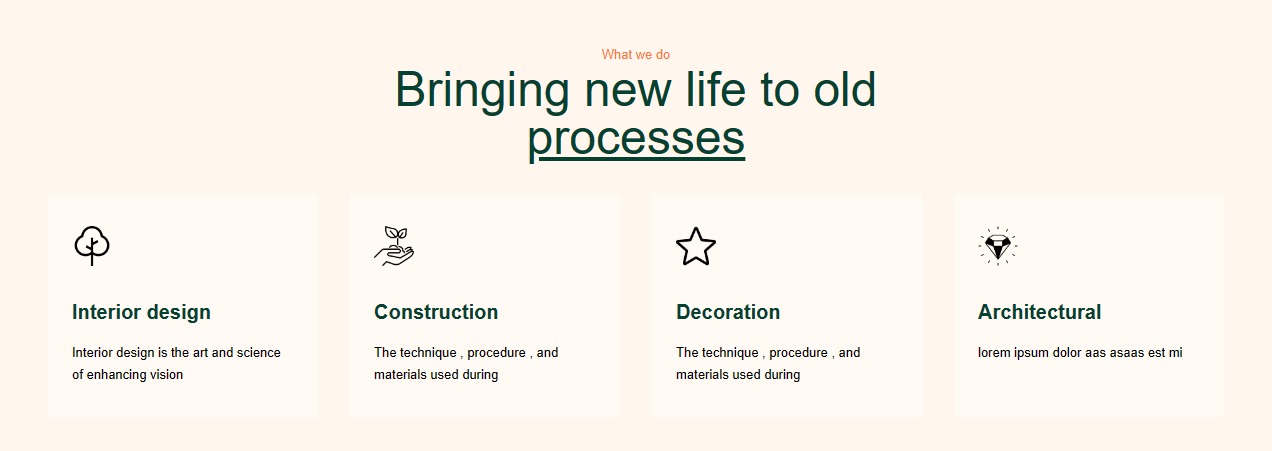 What we do
Bringing new life to old
processes
Interior design
Interior design is the art and science
of enhancing vision
Construction
The technique , procedure , and
materials used during
Decoration
The technique , procedure , and
materials used during
Architectural
lorem ipsum dolor aas asaas est mi